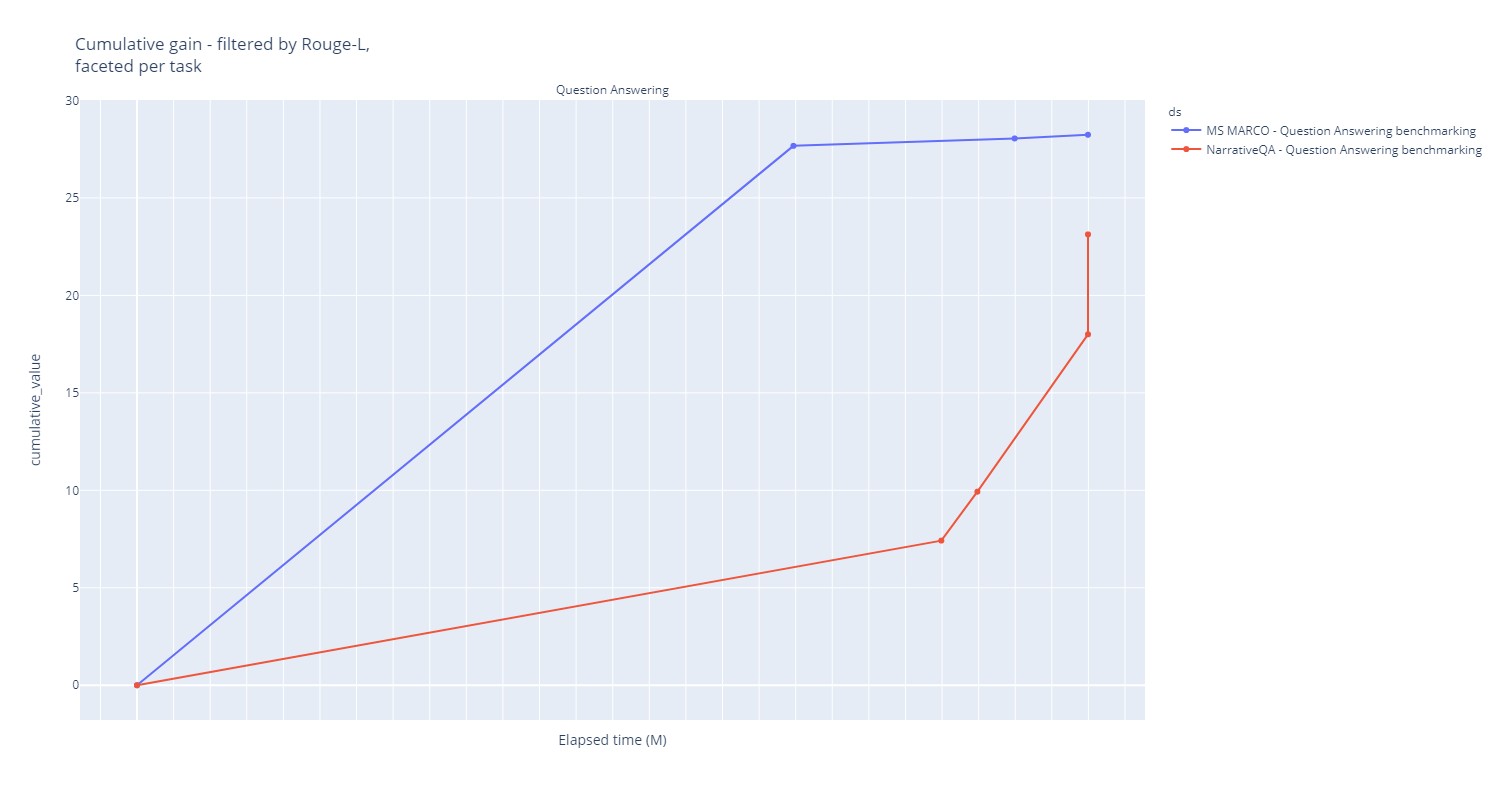 Cumulative gain - filtered by Rouge-L,
faceted per task
Question Answering
30
25
20
15
10
5
0
cumulative_value
Elapsed time (M)
ds
MS MARCO - Question Answering benchmarking
NarrativeQA - Question Answering benchmarking